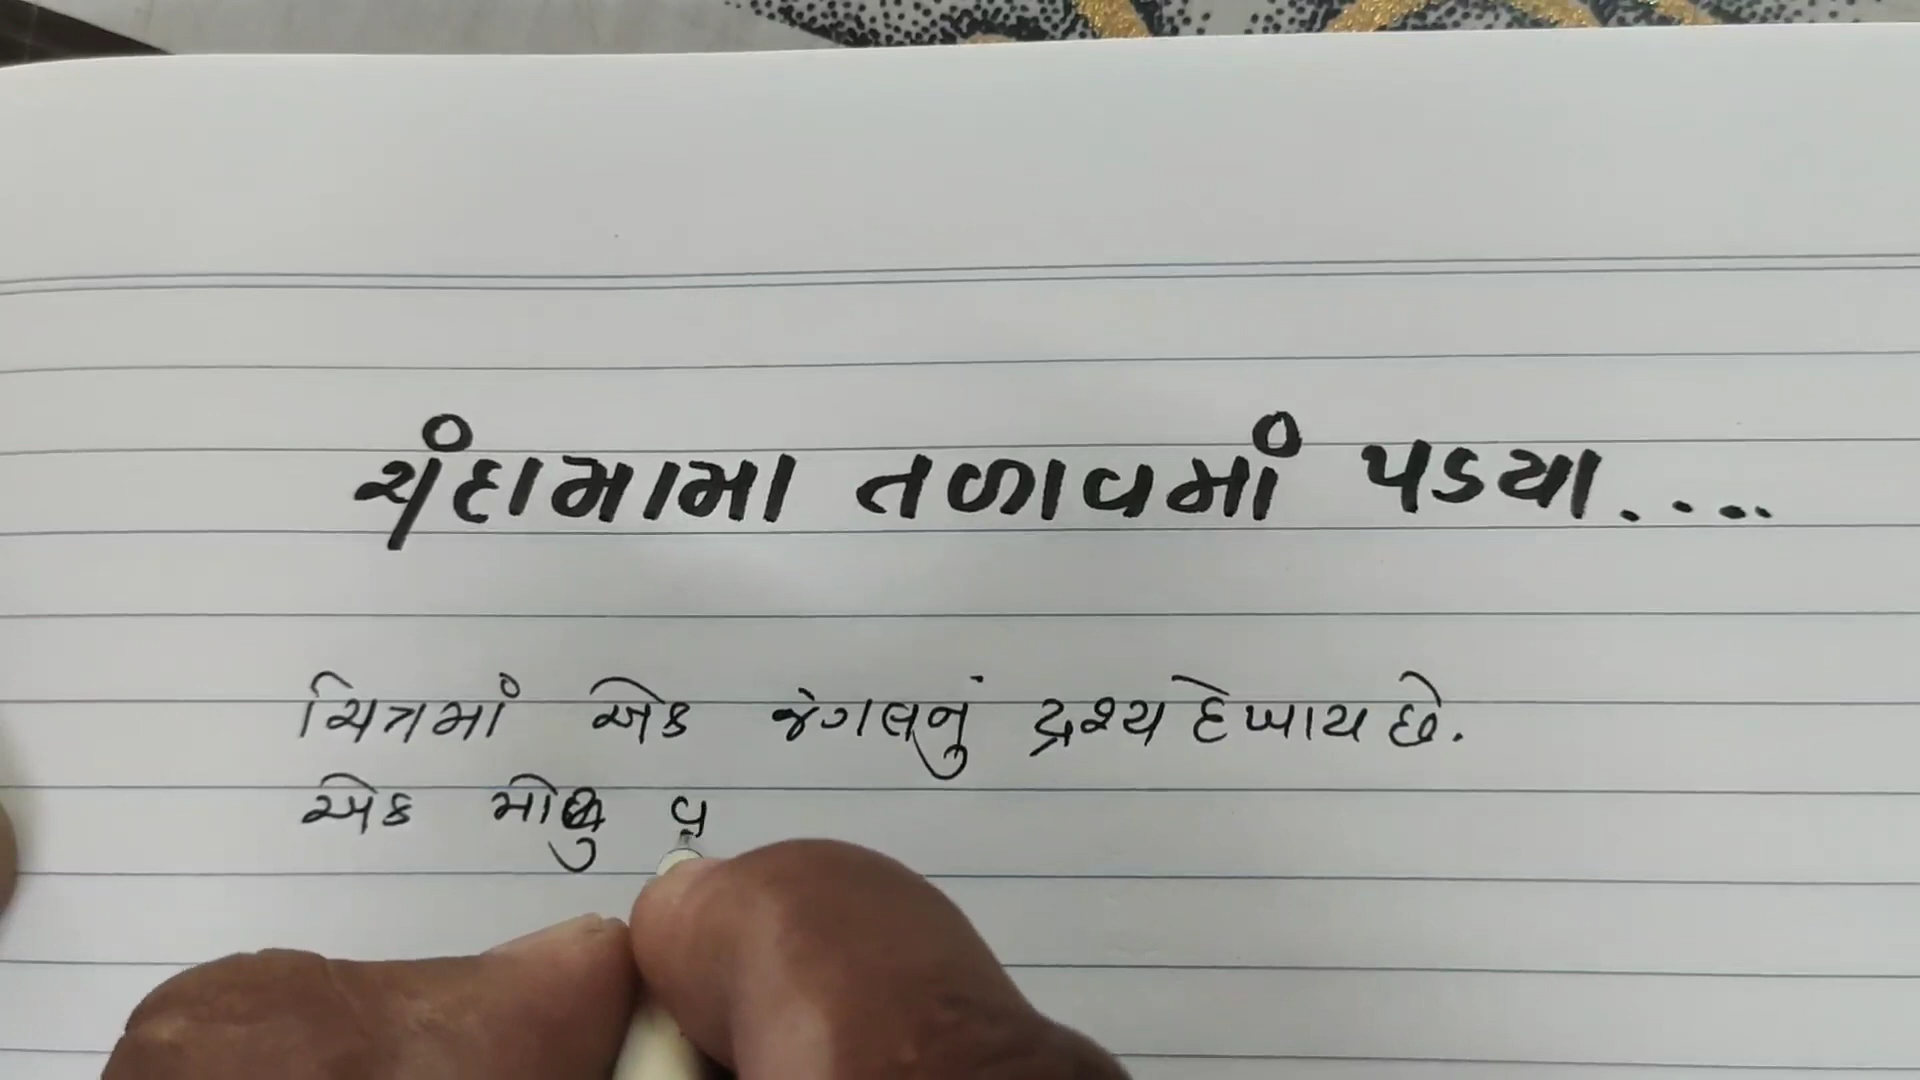 ચંદામામા તળાવમાં પડયા....
ચિત્રમાં એક જંગલનું દ્રશ્ય દેખાય છે.
એક મોટુ